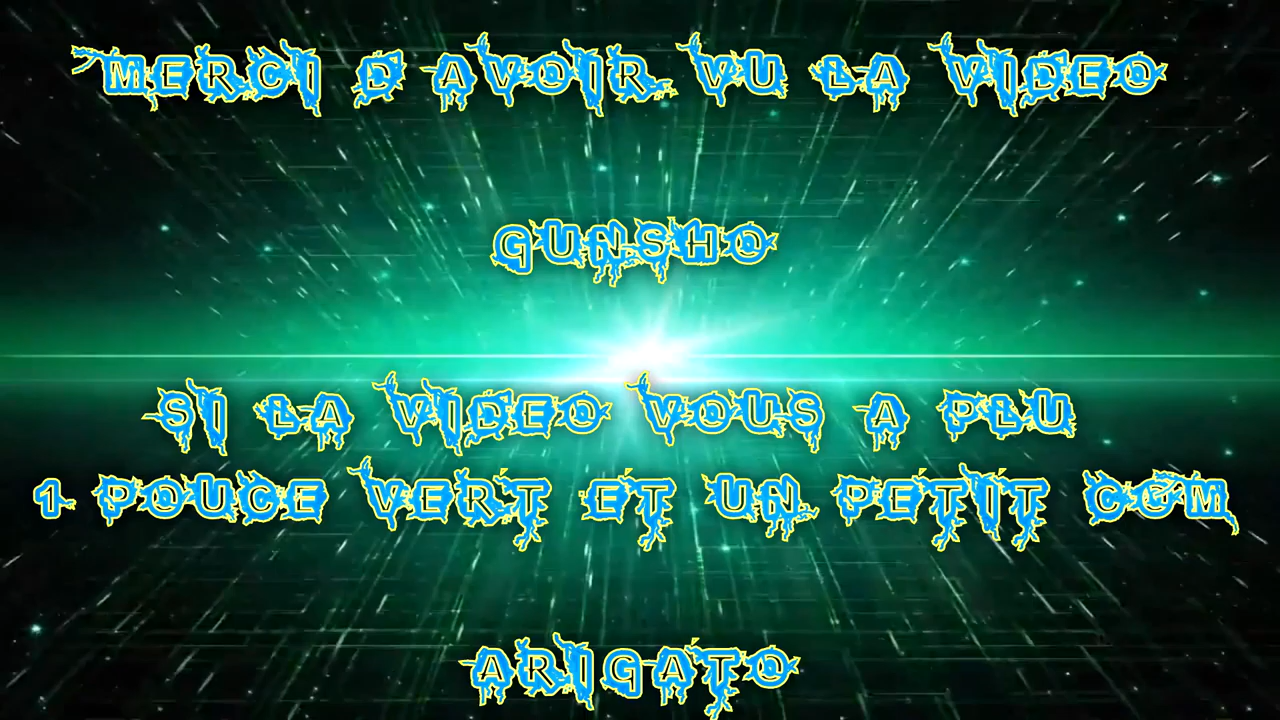 MERCI D AVOIR VU LA VIDEO
GUNSHO
SI LA VIDEO VOUS A PLU
1 POUCE VERT ET UN PETIT COM
ARIGATO